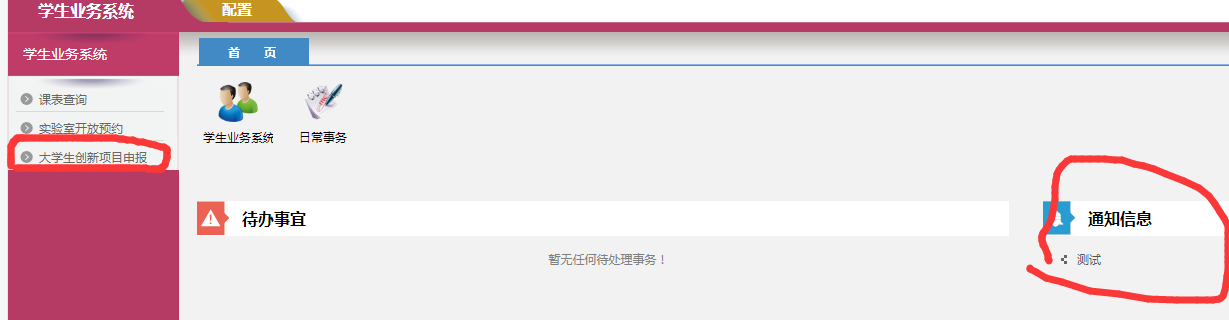 学生业务系统
配置
学生业务系统
首 页
课表查询
实验室开放预约
大学生创新项目申报
学生业务系统
日常事务
待办事宜
暂无任何待处理事务！
通知信息
测试